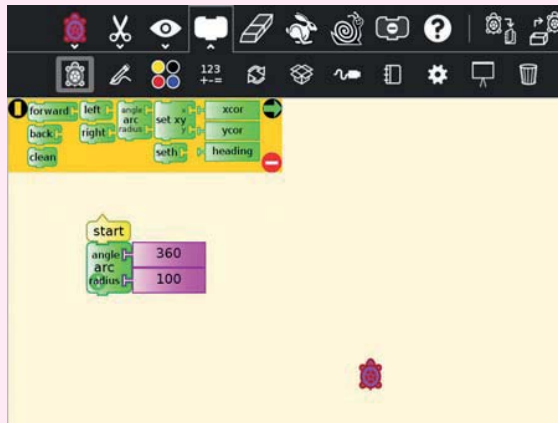 123
+-=
forward left angle arc radius set xy x y xcor
back right ycor
clean seth heading
start
angle 360
arc
radius 100